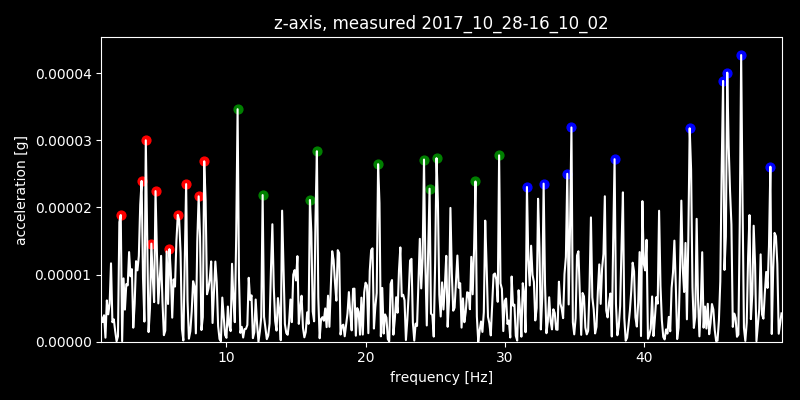 z-axis, measured 2017_10_28-16_10_02
0.00004
0.00003
0.00002
0.00001
0.00000
acceleration [g]
10 20 30 40
frequency [Hz]